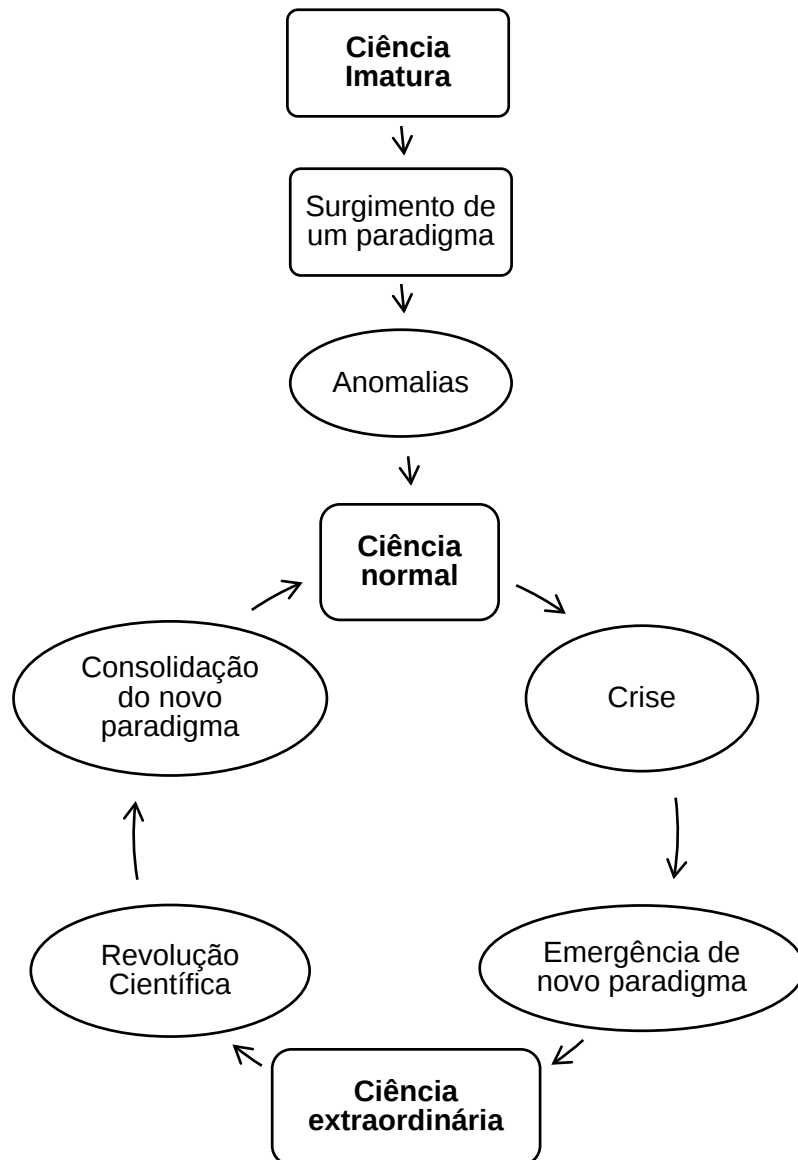 Ciência
Imatura
Surgimento de
um paradigma
Anomalias
Ciência
normal
Consolidação
do novo
paradigma
Crise
Revolução
Científica
Emergência de
novo paradigma
Ciência
extraordinária